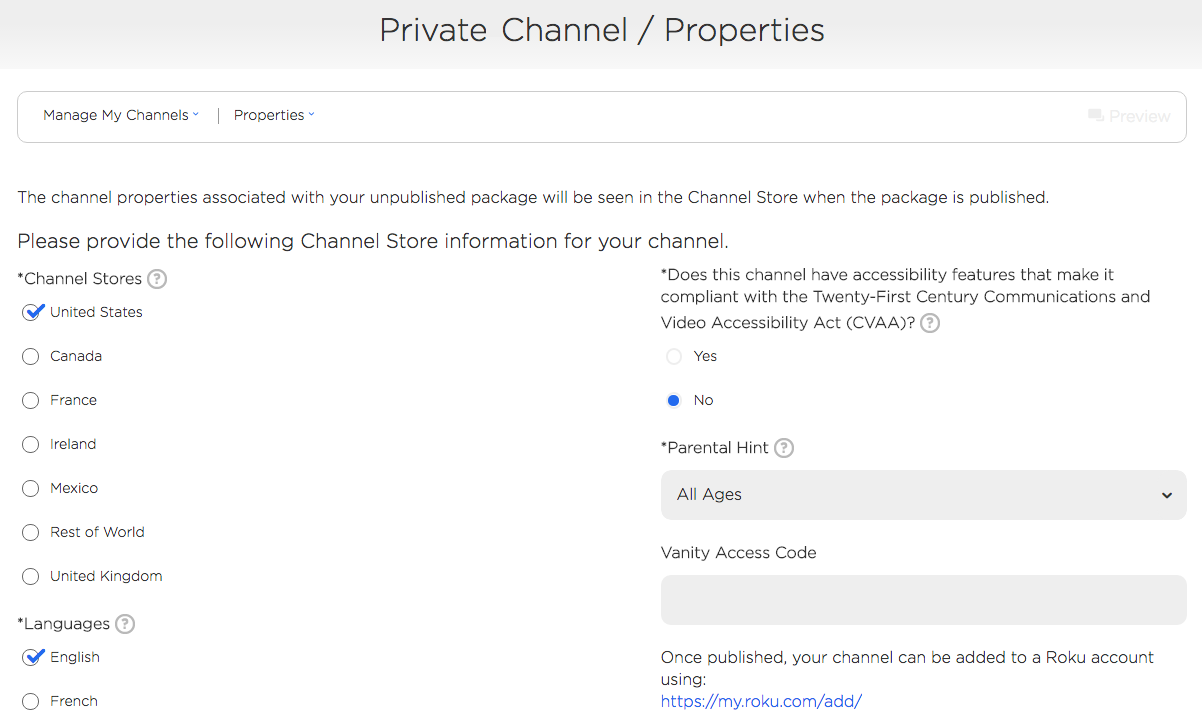 Private Channel / Properties
Manage My Channels
Properties
Preview
The channel properties associated with your unpublished package will be seen in the Channel Store when the package is published.
Please provide the following Channel Store information for your channel.
*Channel Stores ?
United States
Canada
France
Ireland
Mexico
Rest of World
United Kingdom
*Languages ?
English
French
*Does this channel have accessibility features that make it
compliant with the Twenty-First Century Communications and
Video Accessibility Act (CVAA)? ?
Yes
No
*Parental Hint ?
All Ages
Vanity Access Code
Once published, your channel can be added to a Roku account
using:
https://my.roku.com/add/